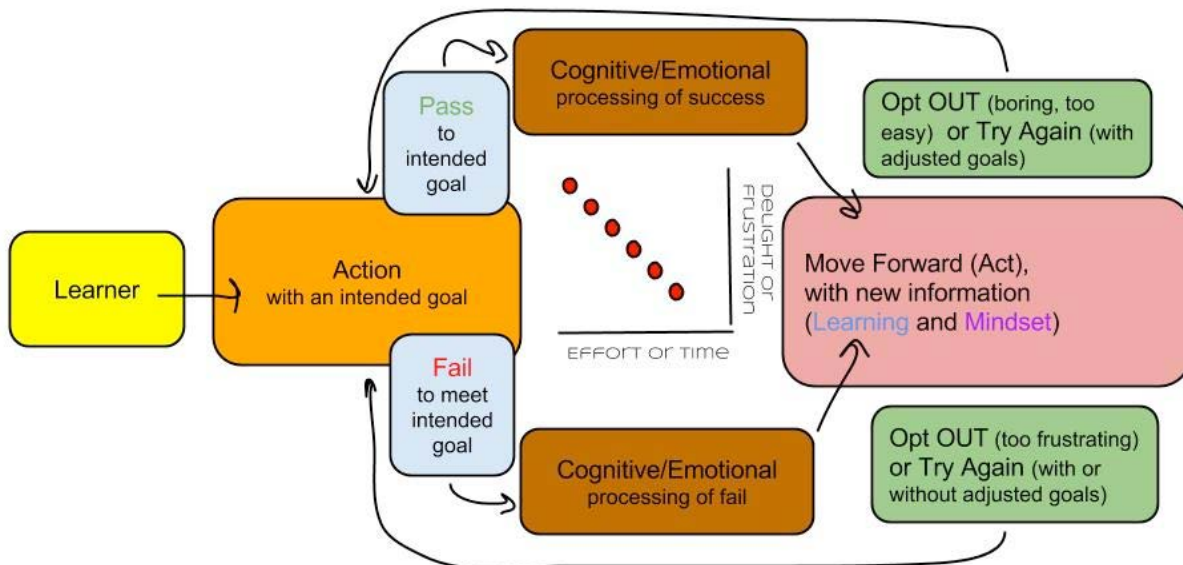 Cognitive/Emotional
processing of success
Pass
to
intended
goal
Opt OUT (boring, too
easy) or Try Again (with
adjusted goals)
DELIGHT OR
FRUSTRATION
Learner
Action
with an intended goal
Move Forward (Act),
with new information
(Learning and Mindset)
EFFORT OR TIME
Fail
to meet
intended
goal
Cognitive/Emotional
processing of fail
Opt OUT (too frustrating)
or Try Again (with or
without adjusted goals)